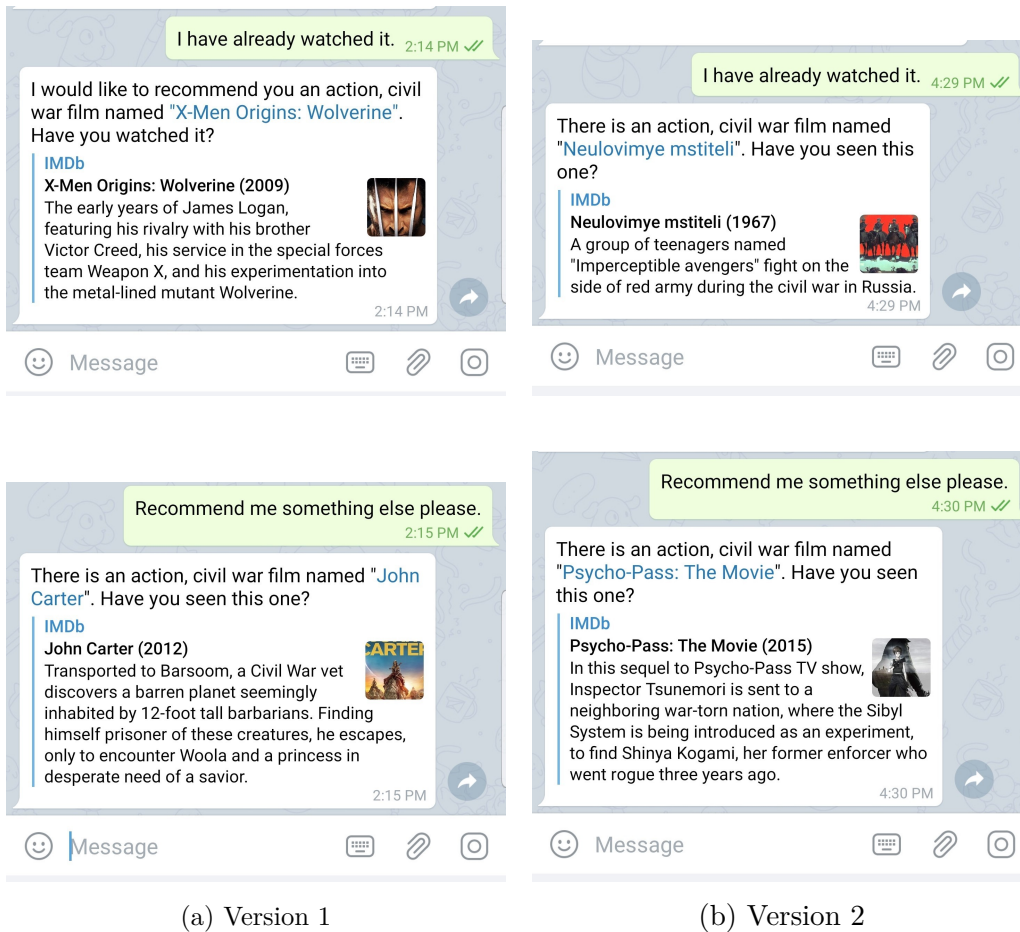 I have already watched it. 2:14 PM
I would like to recommend you an action, civil
war film named "X-Men Origins: Wolverine".
Have you watched it?
IMDb
X-Men Origins: Wolverine (2009)
The early years of James Logan,
featuring his rivalry with his brother
Victor Creed, his service in the special forces
team Weapon X, and his experimentation into
the metal-lined mutant Wolverine.
2:14 PM
Message
Recommend me something else please.
2:15 PM
There is an action, civil war film named "John
Carter". Have you seen this one?
IMDb
John Carter (2012)
CARTER
Transported to Barsoom, a Civil War vet
discovers a barren planet seemingly
inhabited by 12-foot tall barbarians. Finding
himself prisoner of these creatures, he escapes,
only to encounter Woola and a princess in
desperate need of a savior.
2:15 PM
Message
(a) Version 1
I have already watched it. 4:29 PM
There is an action, civil war film named
"Neulovimye mstiteli". Have you seen this
one?
IMDb
Neulovimye mstiteli (1967)
A group of teenagers named
"Imperceptible avengers" fight on the
side of red army during the civil war in Russia.
4:29 PM
Message
Recommend me something else please.
4:30 PM
There is an action, civil war film named
"Psycho-Pass: The Movie". Have you seen
this one?
IMDb
Psycho-Pass: The Movie (2015)
In this sequel to Psycho-Pass TV show,
Inspector Tsunemori is sent to a
neighboring war-torn nation, where the Sibyl
System is being introduced as an experiment,
to find Shinya Kogami, her former enforcer who
went rogue three years ago.
4:30 PM
Message
(b) Version 2